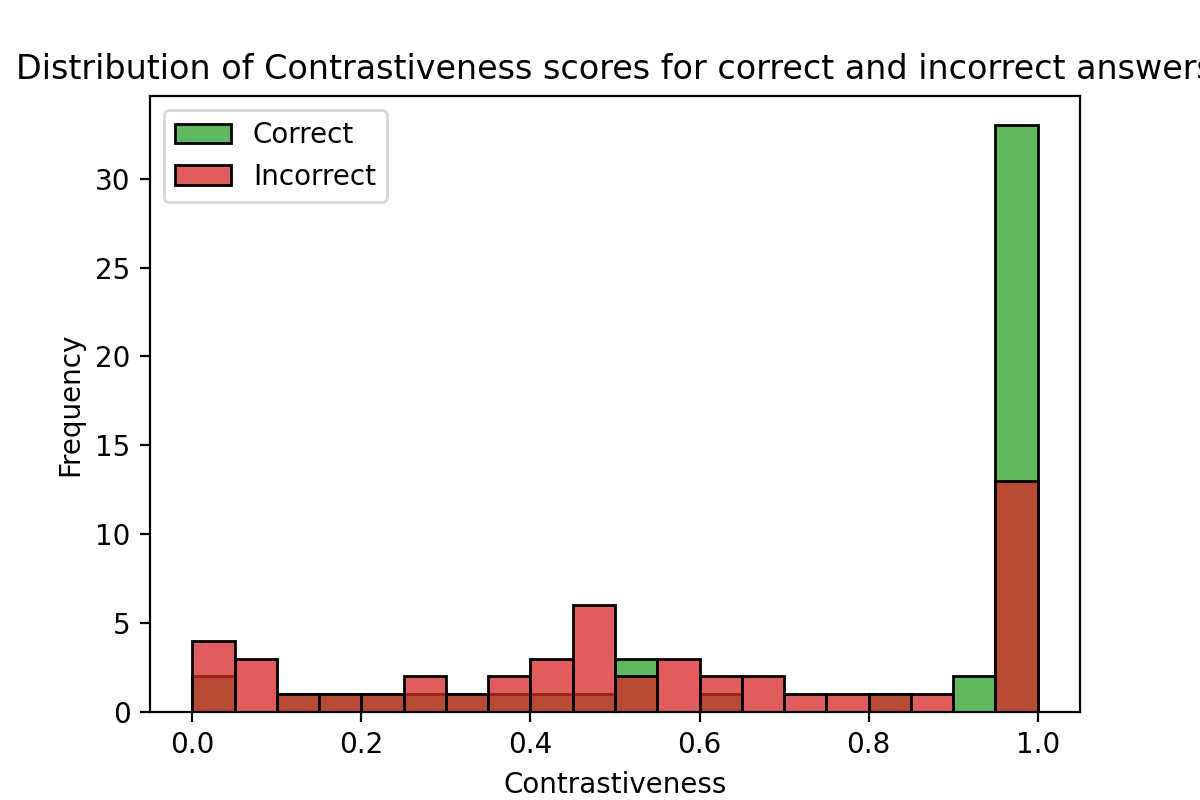 Distribution of Contrastiveness scores for correct and incorrect answers
Correct
Incorrect
30
25
20
15
10
5
0
Frequency
0.0 0.2 0.4 0.6 0.8 1.0
Contrastiveness